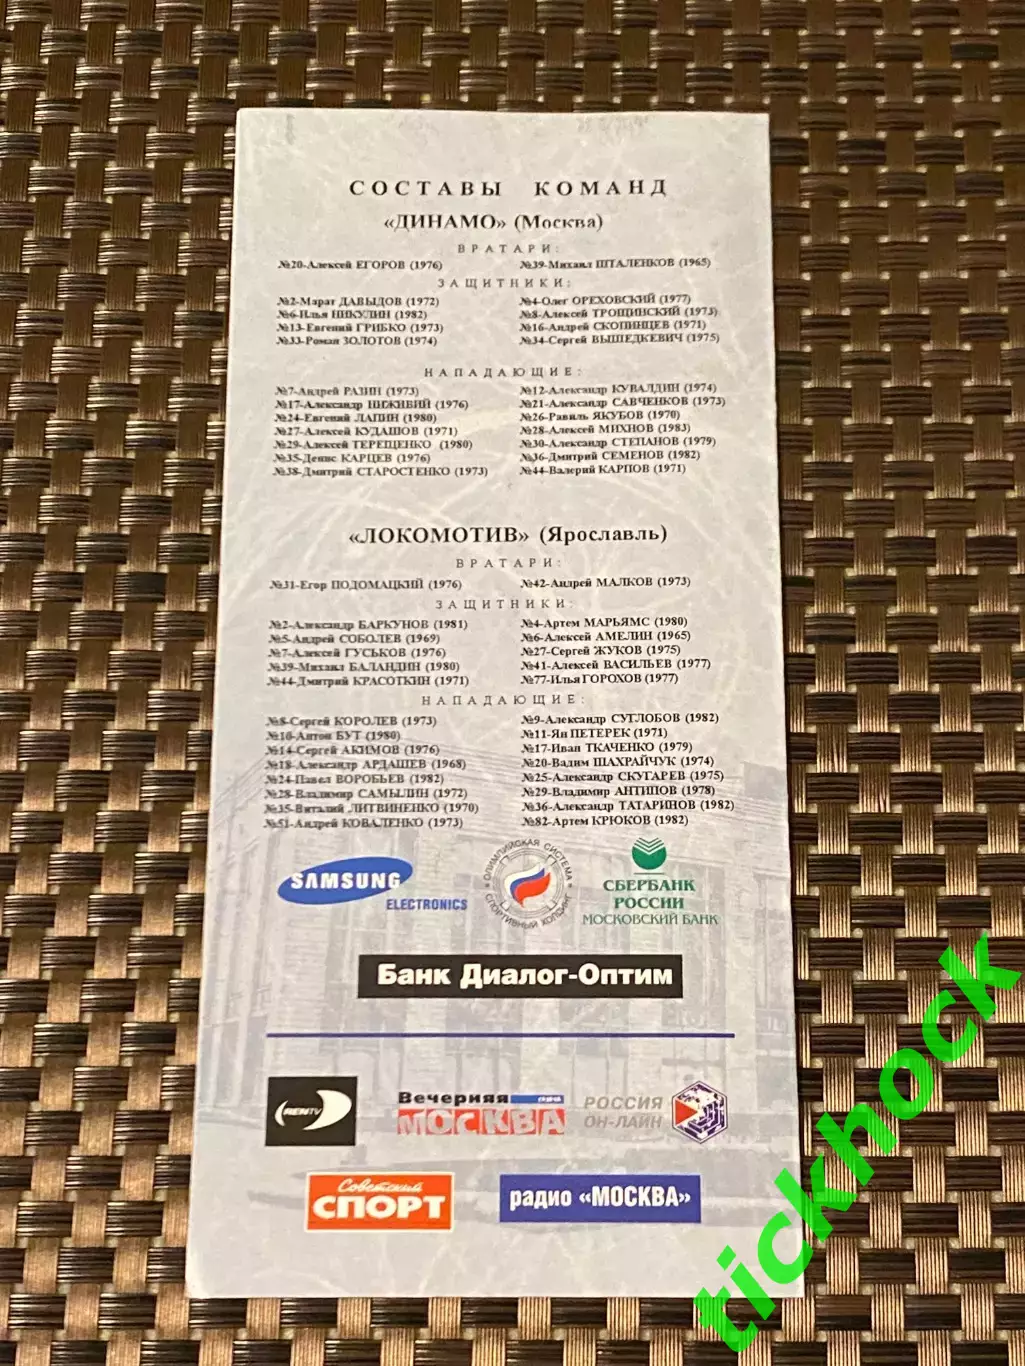 СОСТАВЫ КОМАНД
«ДИНАМО» (Москва)
ВРАТАРИ:
№20-Алексей ЕГОРОВ (1976) №39-Михаил ШТАЛЕНКОВ (1965)
ЗАЩИТНИКИ:
№2-Марат ДАВЫДОВ (1972) №4-Олег ОРЕХОВСКИЙ (1977)
№6-Илья НИКУЛИН (1982) №8-Алексей ТРОЩИНСКИЙ (1973)
№13-Евгений ГРИБКО (1973) №16-Андрей СКОПИНЦЕВ (1971)
№33-Роман ЗОЛОТОВ (1974) №34-Сергей ВЫШЕДКЕВИЧ (1975)
НАПАДАЮЩИЕ:
№7-Андрей РАЗИН (1973) №12-Александр КУВАЛДИН (1974)
№17-Александр НИЖИВИЙ (1976) №21-Александр САВЧЕНКОВ (1973)
№24-Евгений ЛАПИН (1980) №26-Равиль ЯКУБОВ (1970)
№27-Алексей КУДАШОВ (1971) №28-Алексей МИХНОВ (1983)
№29-Алексей ТЕРЕЩЕНКО (1980) №30-Александр СТЕПАНОВ (1979)
№35-Денис КАРЦЕВ (1976) №36-Дмитрий СЕМЕНОВ (1982)
№38-Дмитрий СТАРОСТЕНКО (1973) №44-Валерий КАРПОВ (1971)
«ЛОКОМОТИВ» (Ярославль)
ВРАТАРИ:
№31-Егор ПОДОМАЦКИЙ (1976) №42-Андрей МАЛКОВ (1973)
ЗАЩИТНИКИ:
№2-Александр БАРКУНОВ (1981) №4-Артем МАРЬЯМС (1980)
№5-Андрей СОБОЛЕВ (1969) №6-Алексей АМЕЛИН (1965)
№7-Алексей ГУСЬКОВ (1976) №27-Сергей ЖУКОВ (1975)
№39-Михаил БАЛАНДИН (1980) №41-Алексей ВАСИЛЬЕВ (1977)
№44-Дмитрий КРАСОТКИН (1971) №77-Илья ГОРОХОВ (1977)
НАПАДАЮЩИЕ:
№8-Сергей КОРОЛЕВ (1973) №9-Александр СУГЛОБОВ (1982)
№10-Антон БУТ (1980) №11-Ян ПЕТЕРЕК (1971)
№14-Сергей АКИМОВ (1976) №17-Иван ТКАЧЕНКО (1979)
№18-Александр АРДАШЕВ (1968) №20-Вадим ШАХРАЙЧУК (1974)
№24-Павел ВОРОБЬЕВ (1982) №25-Александр СКУГАРЕВ (1975)
№28-Владимир САМЫЛИН (1972) №29-Владимир АНТИПОВ (1978)
№35-Виталий ЛИТВИНЕНКО (1970) №36-Александр ТАТАРИНОВ (1982)
№51-Андрей КОВАЛЕНКО (1973) №82-Артем КРЮКОВ (1982)
SAMSUNG
ELECTRONICS
ОЛИМПИЙСКАЯ СИСТЕМА
СПОРТИВНЫЙ ХОЛДИНГ
СБЕРБАНК
РОССИИ
МОСКОВСКИЙ БАНК
Банк Диалог-Оптим
RENTV
Вечерняя
МОСКВА
РОССИЯ
ОН-ЛАЙН
Советский
СПОРТ
радио «МОСКВА»
tickhock